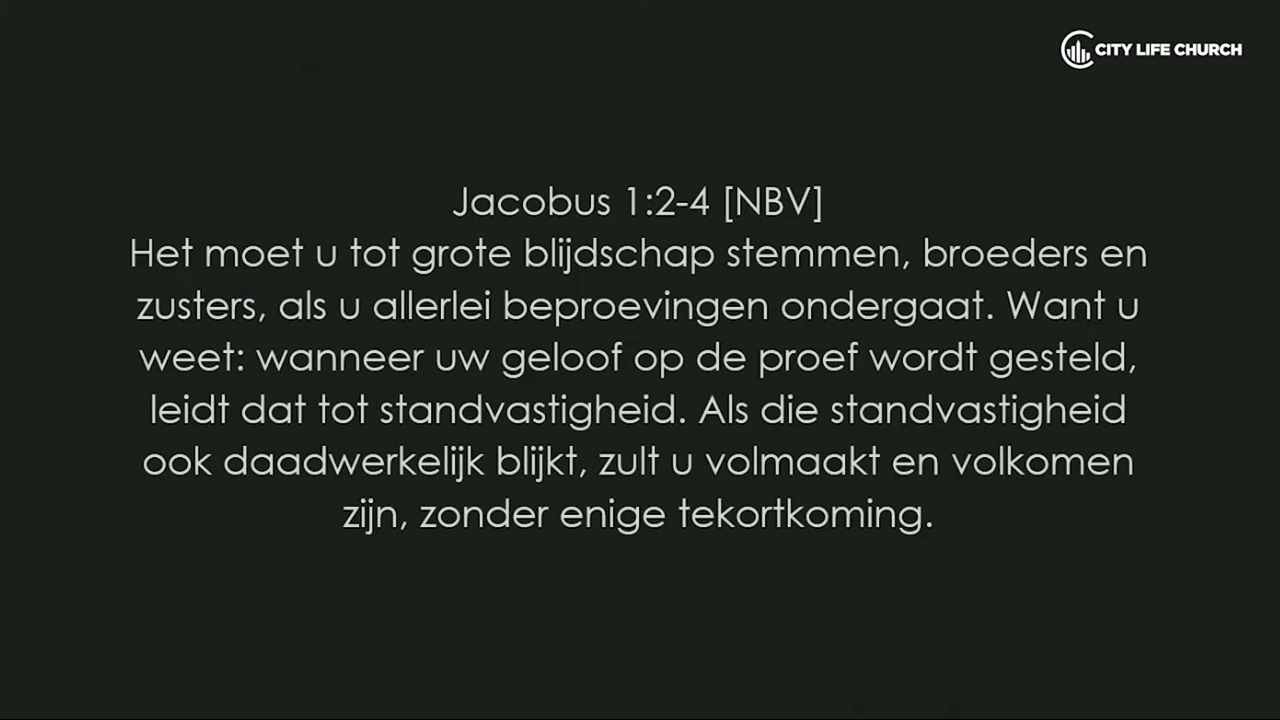 CITY LIFE CHURCH
Jacobus 1:2-4 [NBV]
Het moet u tot grote blijdschap stemmen, broeders en
zusters, als u allerlei beproevingen ondergaat. Want u
weet: wanneer uw geloof op de proef wordt gesteld,
leidt dat tot standvastigheid. Als die standvastigheid
ook daadwerkelijk blijkt, zult u volmaakt en volkomen
zijn, zonder enige tekortkoming.